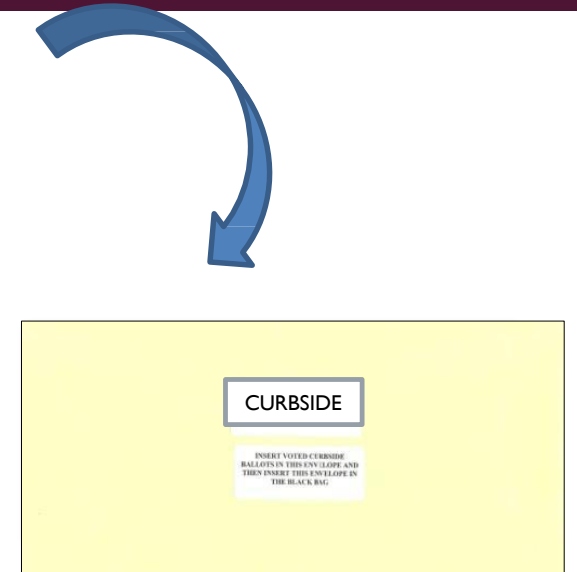 CURBSIDE
INSERT VOTED CURBSIDE
BALLOTS IN THIS ENVELOPE AND
THEN INSERT THIS ENVELOPE IN
THE BLACK BAG